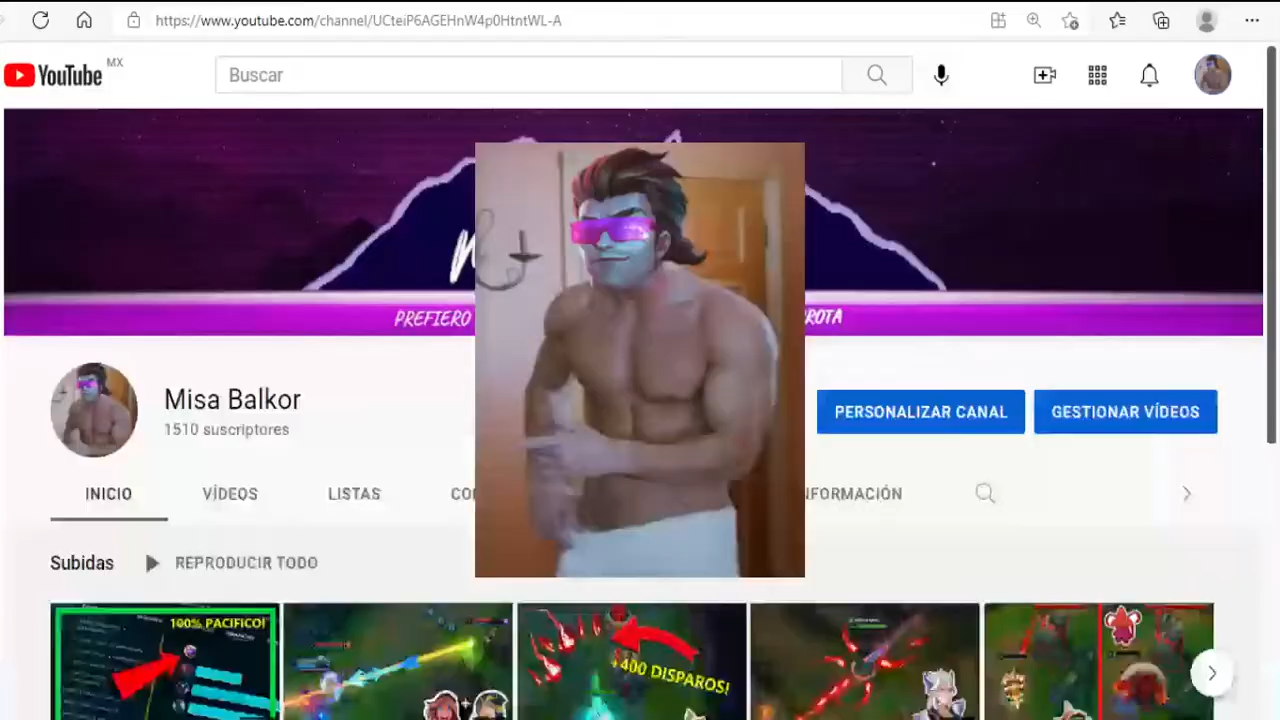 https://www.youtube.com/channel/UCteiP6AGEHnW4p0HtntWL-A
YouTube MX
Buscar
PREFIERO
ROTA
Misa Balkor
1510 suscriptores
PERSONALIZAR CANAL
GESTIONAR VÍDEOS
INICIO
VÍDEOS
LISTAS
CO
NFORMACIÓN
Subidas
REPRODUCIR TODO
100% PACIFICO!
+400 DISPAROS!